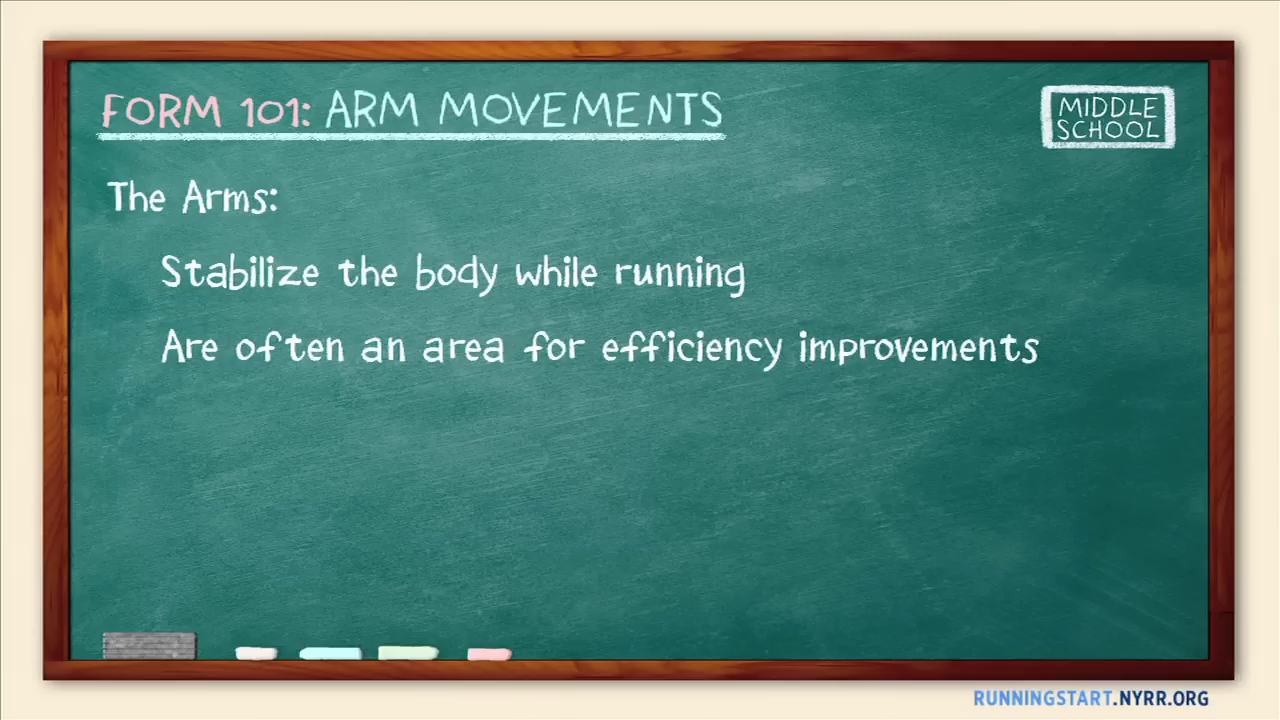 FORM 101: ARM MOVEMENTS
MIDDLE
SCHOOL
The Arms:
Stabilize the body while running
Are often an area for efficiency improvements
RUNNINGSTART.NYRR.ORG